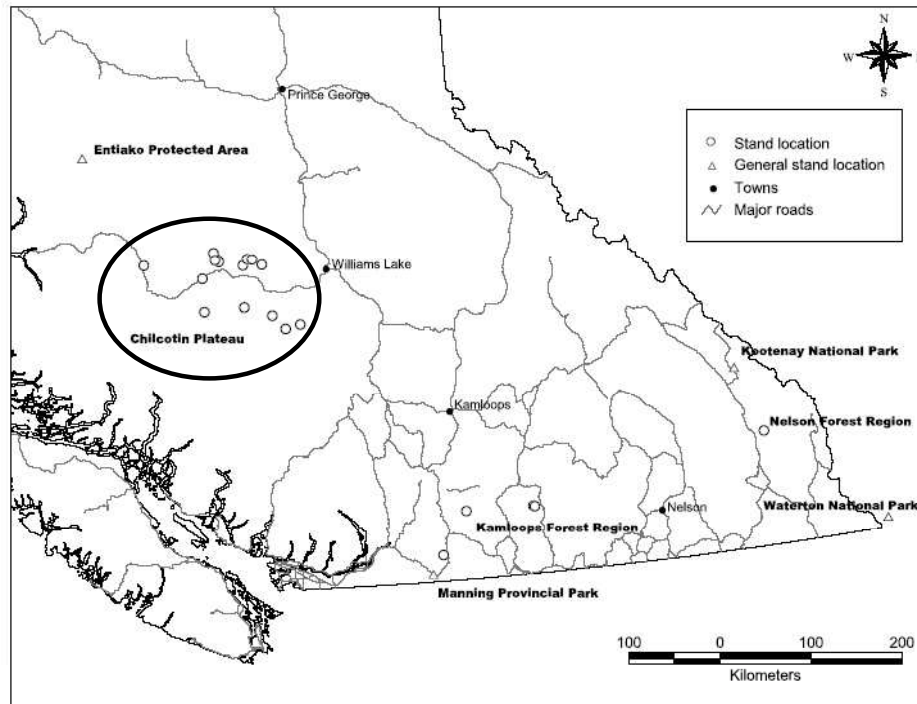 N
W
S
Prince George
Entiako Protected Area
Stand location
General stand location
Towns
Major roads
Williams Lake
Chilcotin Plateau
Kootenay National Park
Kamloops
Nelson Forest Region
Waterton National Park
Nelson
Kamloops Forest Region
Manning Provincial Park
100 0 100 200
Kilometers